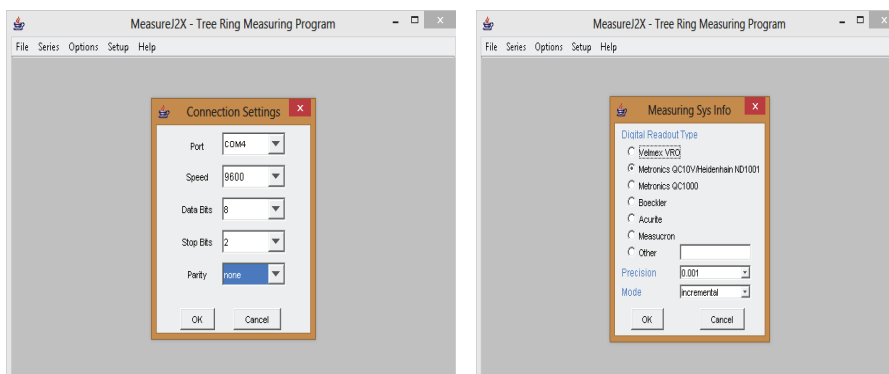 MeasureJ2X - Tree Ring Measuring Program
File Series Options Setup Help
Connection Settings
Port COM4
Speed 9600
Data Bits 8
Stop Bits 2
Parity none
OK Cancel
MeasureJ2X - Tree Ring Measuring Program
File Series Options Setup Help
Measuring Sys Info
Digital Readout Type
Velmex VRO
Metronics QC10V/Heidenhain ND1001
Metronics QC1000
Boeckler
Acurite
Measucron
Other
Precision 0.001
Mode incremental
OK Cancel